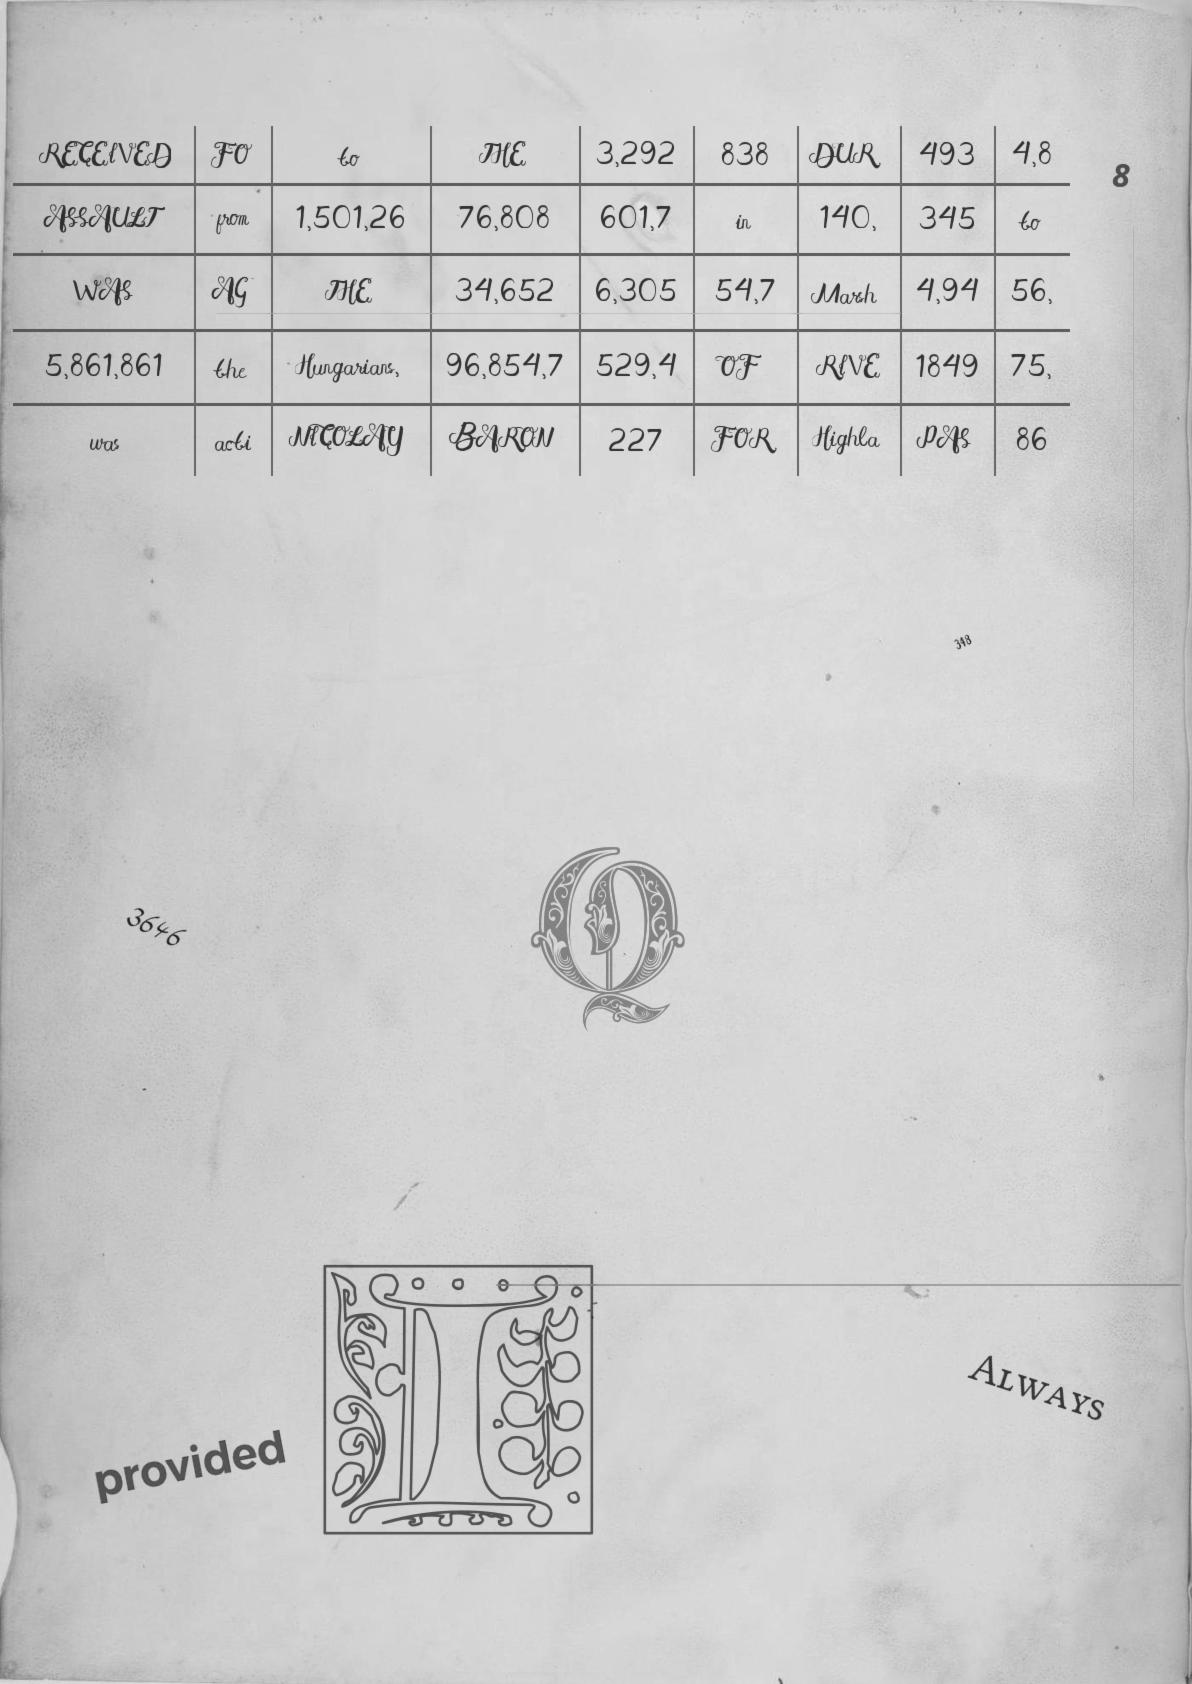 RECEIVED FO to THE 3,292 838 DUR 493 4,8
8
ASSAULT from 1,501,26 76,808 601,7 in 140, 345 to
WAS AG THE 34,652 6,305 54,7 Marsh 4,94 56,
5,861,861 the Hungarians, 96,854,7 529,4 OF RIVE 1849 75,
was acti NICOLAY BARON 227 FOR Highla PAS 86
348
3646
Q
I
ALWAYS
provided